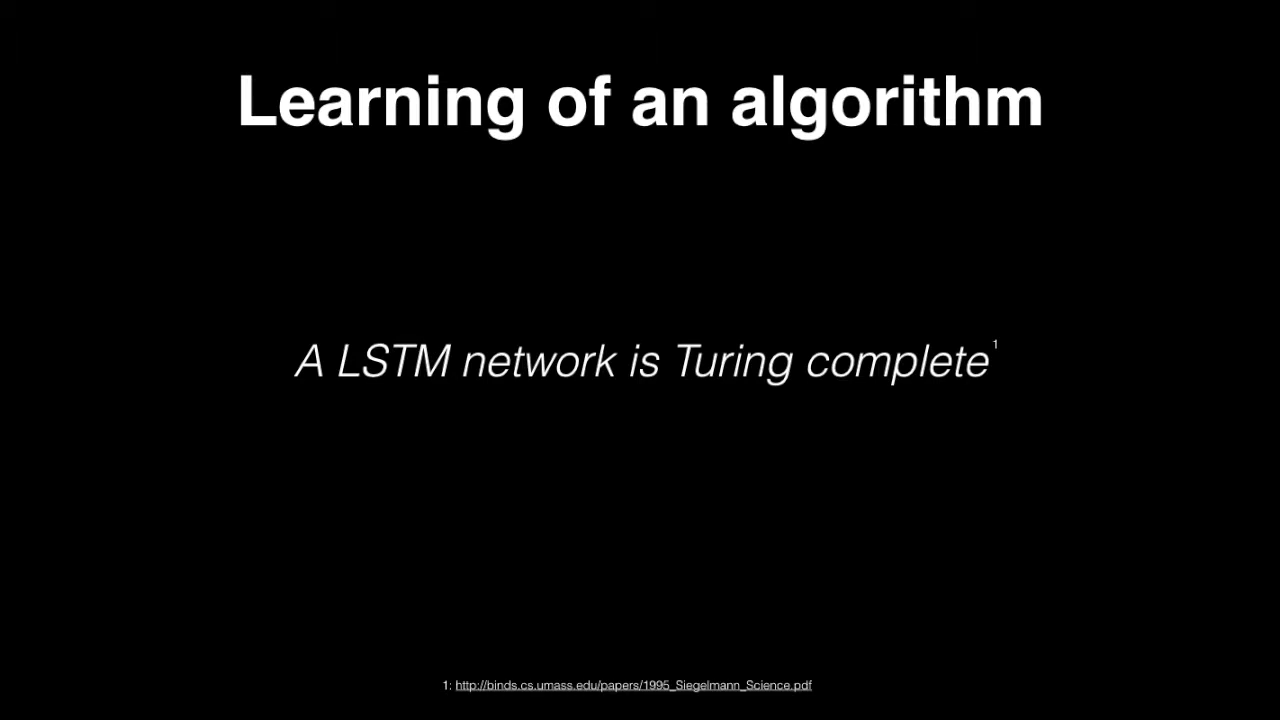 Learning of an algorithm
A LSTM network is Turing complete¹
1: http://binds.cs.umass.edu/papers/1995_Siegelmann_Science.pdf